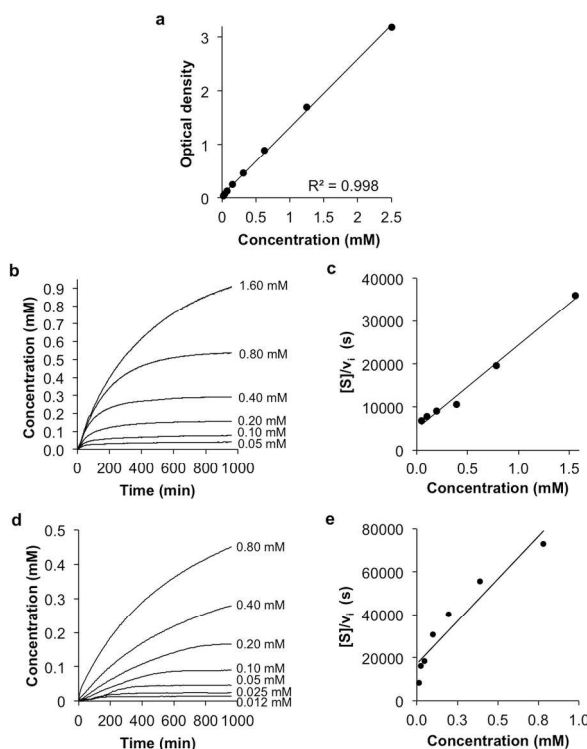 a
Optical density
3
2
1
0
R² = 0.998
0 0.5 1 1.5 2 2.5
Concentration (mM)
b
Concentration (mM)
0.9
0.8
0.7
0.6
0.5
0.4
0.3
0.2
0.1
0
1.60 mM
0.80 mM
0.40 mM
0.20 mM
0.10 mM
0.05 mM
0 200 400 600 800 1000
Time (min)
c
[S]/vᵢ (s)
40000
30000
20000
10000
0
0.0 0.5 1.0 1.5
Concentration (mM)
d
Concentration (mM)
0.5
0.4
0.3
0.2
0.1
0
0.80 mM
0.40 mM
0.20 mM
0.10 mM
0.05 mM
0.025 mM
0.012 mM
0 200 400 600 800 1000
Time (min)
e
[S]/vᵢ (s)
80000
60000
40000
20000
0
0.0 0.3 0.5 0.8 1.0
Concentration (mM)